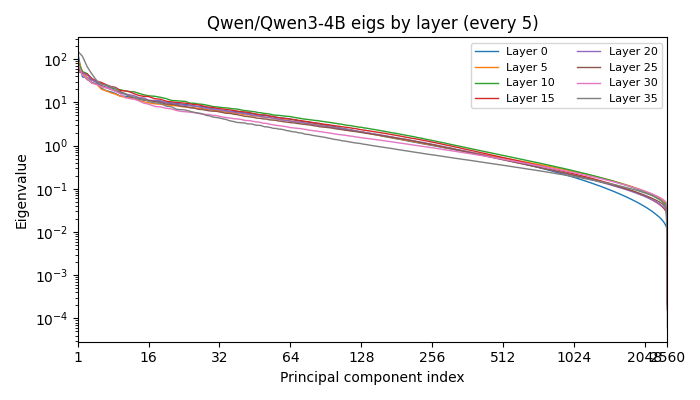 Qwen/Qwen3-4B eigs by layer (every 5)
Eigenvalue
10²
10¹
10⁰
10⁻¹
10⁻²
10⁻³
10⁻⁴
Layer 0
Layer 5
Layer 10
Layer 15
Layer 20
Layer 25
Layer 30
Layer 35
1 16 32 64 128 256 512 1024 2048 2560
Principal component index